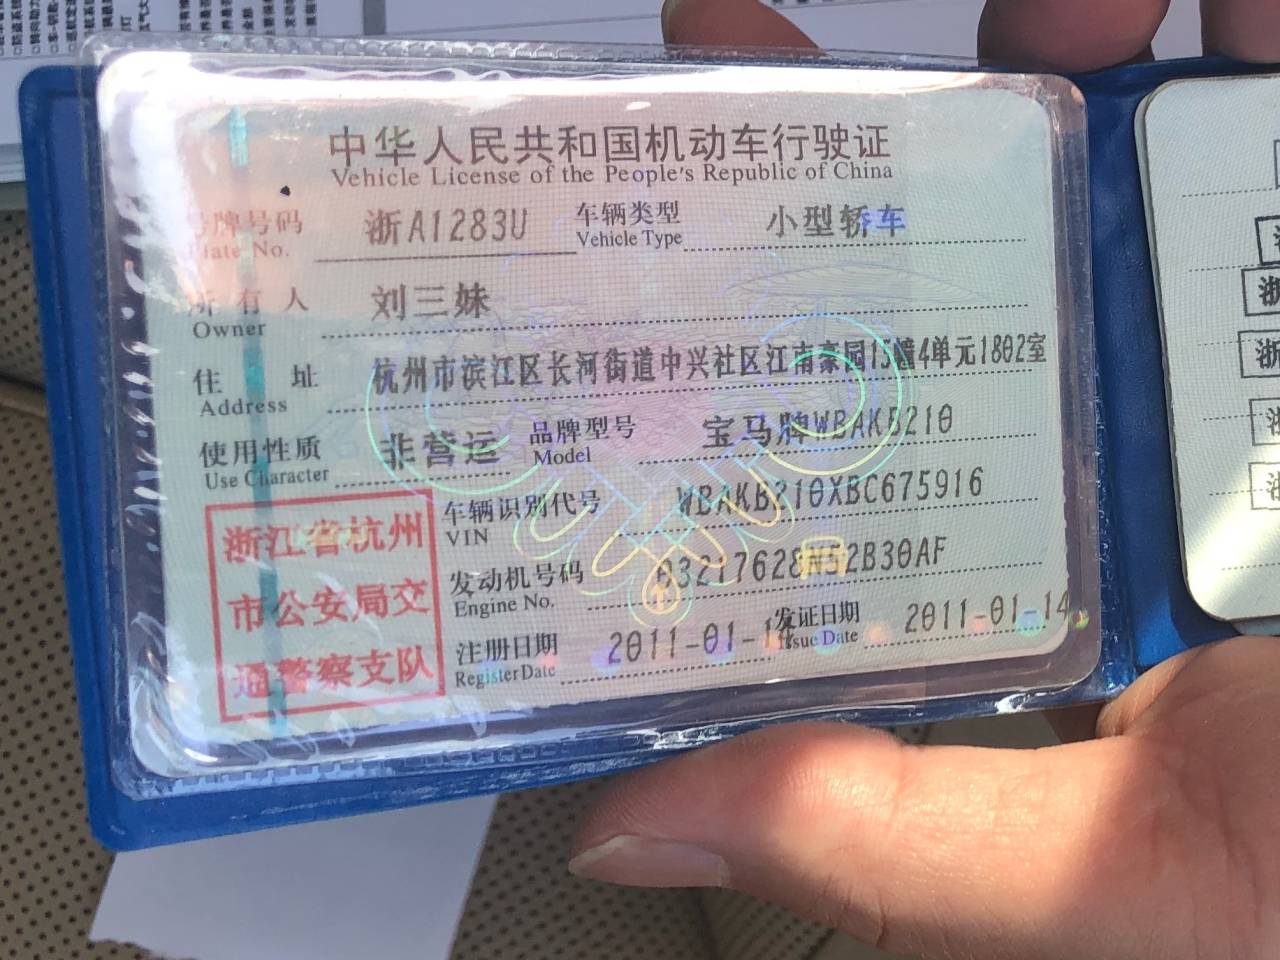 中华人民共和国机动车行驶证
Vehicle License of the People's Republic of China
号牌号码 浙A1283U 车辆类型 小型轿车
Plate No. Vehicle Type
所有人 刘三妹
Owner
住址 杭州市滨江区长河街道中兴社区江南豪园15幢4单元1802室
Address
使用性质 非营运 品牌型号 宝马牌WBAKB210
Use Character Model
浙江省杭州
市公安局交
通警察支队
车辆识别代号 WBAKB210XBC675916
VIN
发动机号码 03217628N52B30AF
Engine No.
注册日期 2011-01-14 发证日期 2011-01-14
Register Date Issue Date
浙
浙